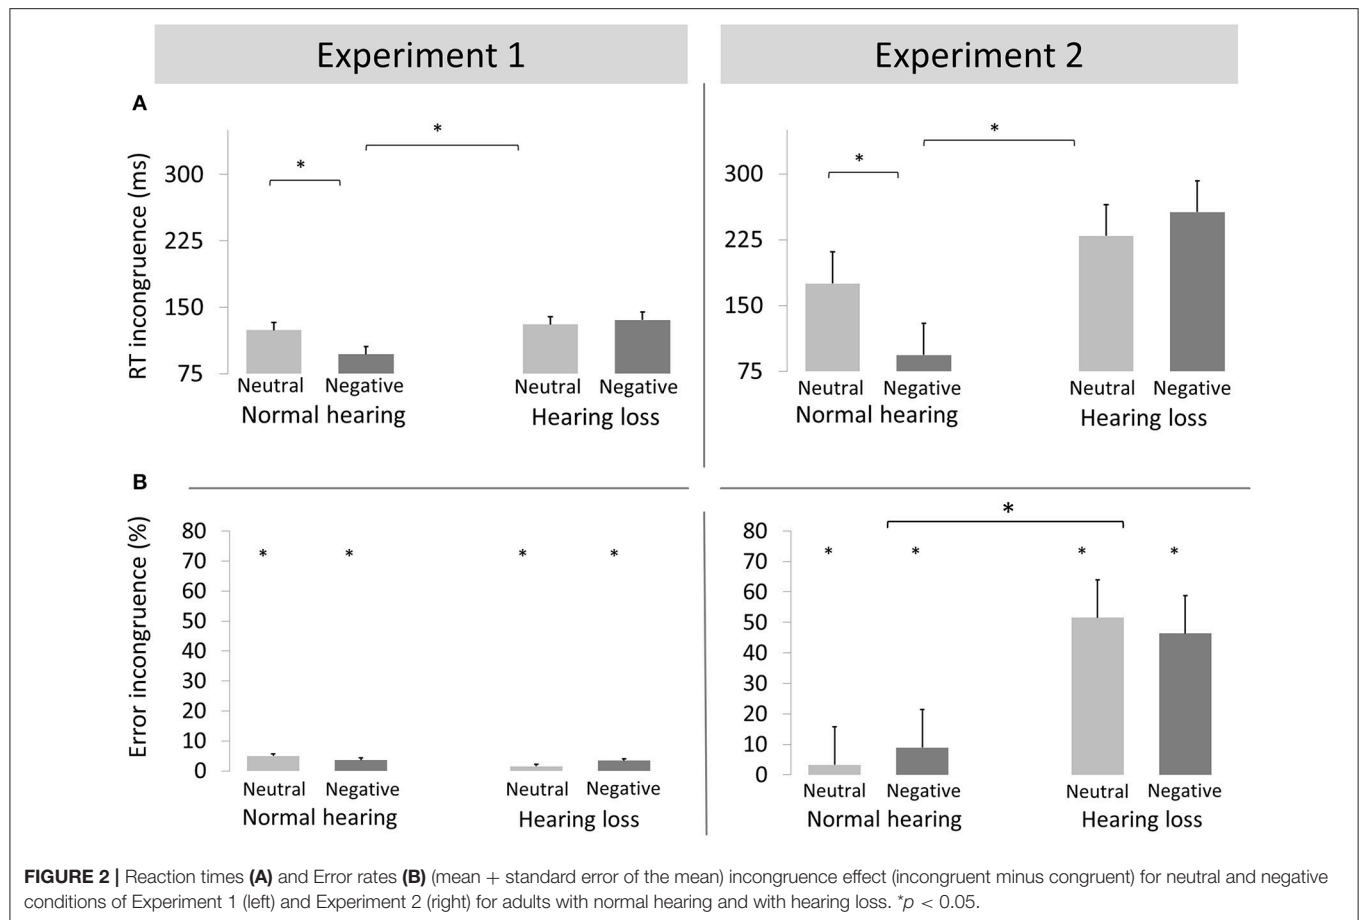 Experiment 1
Experiment 2
A
RT incongruence (ms)
300
225
150
75
*
*
Neutral Negative Neutral Negative
Normal hearing Hearing loss
300
225
150
75
*
*
Neutral Negative Neutral Negative
Normal hearing Hearing loss
B
Error incongruence (%)
80
70
60
50
40
30
20
10
0
* * * *
Neutral Negative Neutral Negative
Normal hearing Hearing loss
*
80
70
60
50
40
30
20
10
0
* * * *
Neutral Negative Neutral Negative
Normal hearing Hearing loss
FIGURE 2 | Reaction times (A) and Error rates (B) (mean + standard error of the mean) incongruence effect (incongruent minus congruent) for neutral and negative
conditions of Experiment 1 (left) and Experiment 2 (right) for adults with normal hearing and with hearing loss. *p < 0.05.